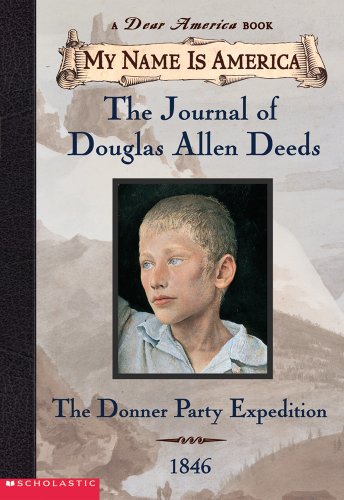 A Dear America BOOK
MY NAME IS AMERICA
The Journal of
Douglas Allen Deeds
The Donner Party Expedition
1846
SCHOLASTIC